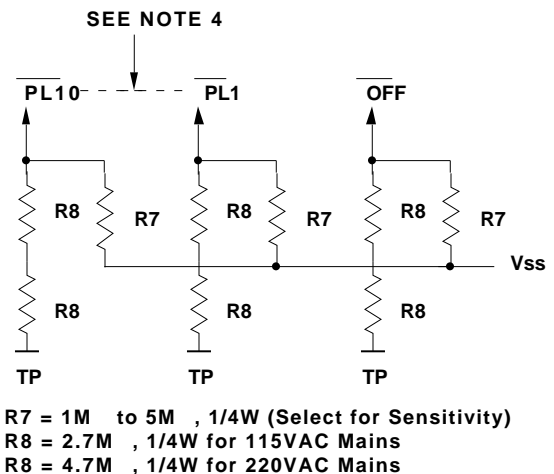 SEE NOTE 4
PL10 PL1 OFF
R8 R7 R8 R7 R8 R7
Vss
R8 R8 R8
TP TP TP
R7 = 1M to 5M , 1/4W (Select for Sensitivity)
R8 = 2.7M , 1/4W for 115VAC Mains
R8 = 4.7M , 1/4W for 220VAC Mains